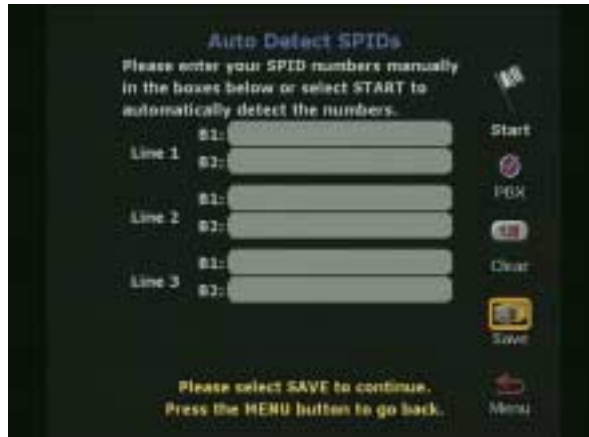 Auto Detect SPIDs
Please enter your SPID numbers manually
in the boxes below or select START to
automatically detect the numbers.
Line 1
B1:
B2:
Line 2
B1:
B2:
Line 3
B1:
B2:
Start
PBX
Clear
Save
Menu
Please select SAVE to continue.
Press the MENU button to go back.